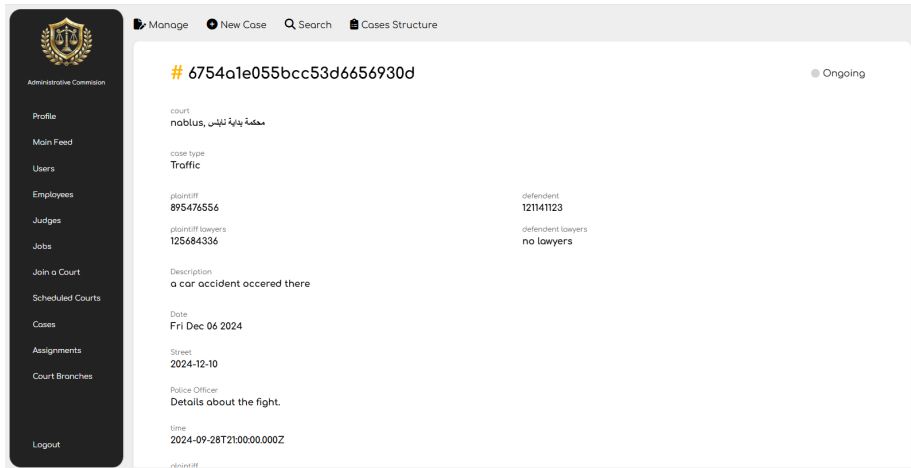 Manage New Case Search Cases Structure
Administrative Commision
Profile
Main Feed
Users
Employees
Judges
Jobs
Join a Court
Scheduled Courts
Cases
Assignments
Court Branches
Logout
# 6754a1e055bcc53d6656930d
Ongoing
court
nablus, محكمة بداية نابلس
case type
Traffic
plaintiff
895476556
defendent
121141123
plaintiff lawyers
125684336
defendent lawyers
no lawyers
Description
a car accident occered there
Date
Fri Dec 06 2024
Street
2024-12-10
Police Officer
Details about the fight.
time
2024-09-28T21:00:00.000Z
plaintiff